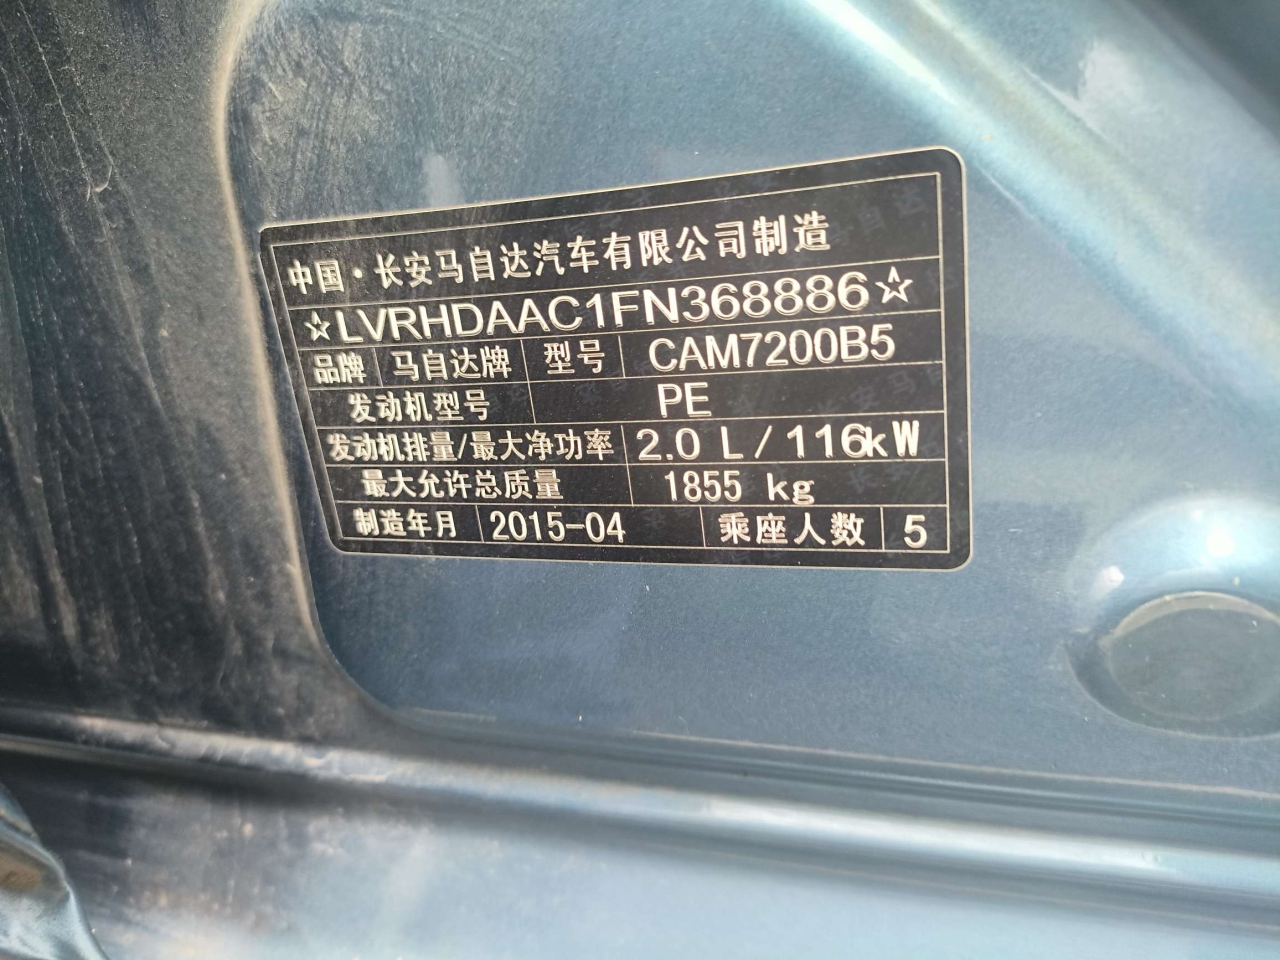 中国·长安马自达汽车有限公司制造
☆LVRHDAAC1FN368886☆
品牌 马自达牌 型号 CAM7200B5
发动机型号 PE
发动机排量/最大净功率 2.0 L/116kW
最大允许总质量 1855 kg
制造年月 2015-04 乘座人数 5